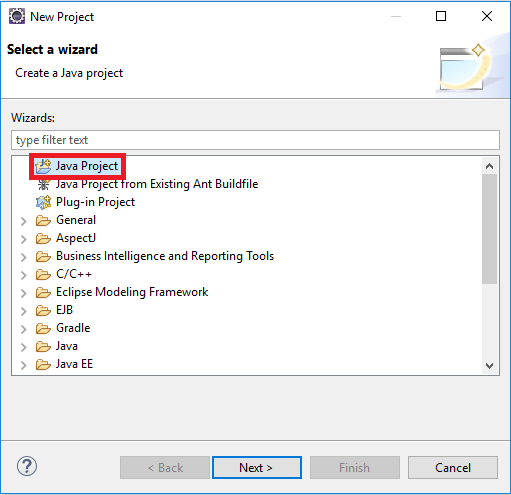 New Project
Select a wizard
Create a Java project
Wizards:
type filter text
Java Project
Java Project from Existing Ant Buildfile
Plug-in Project
General
AspectJ
Business Intelligence and Reporting Tools
C/C++
Eclipse Modeling Framework
EJB
Gradle
Java
Java EE
? < Back Next > Finish Cancel